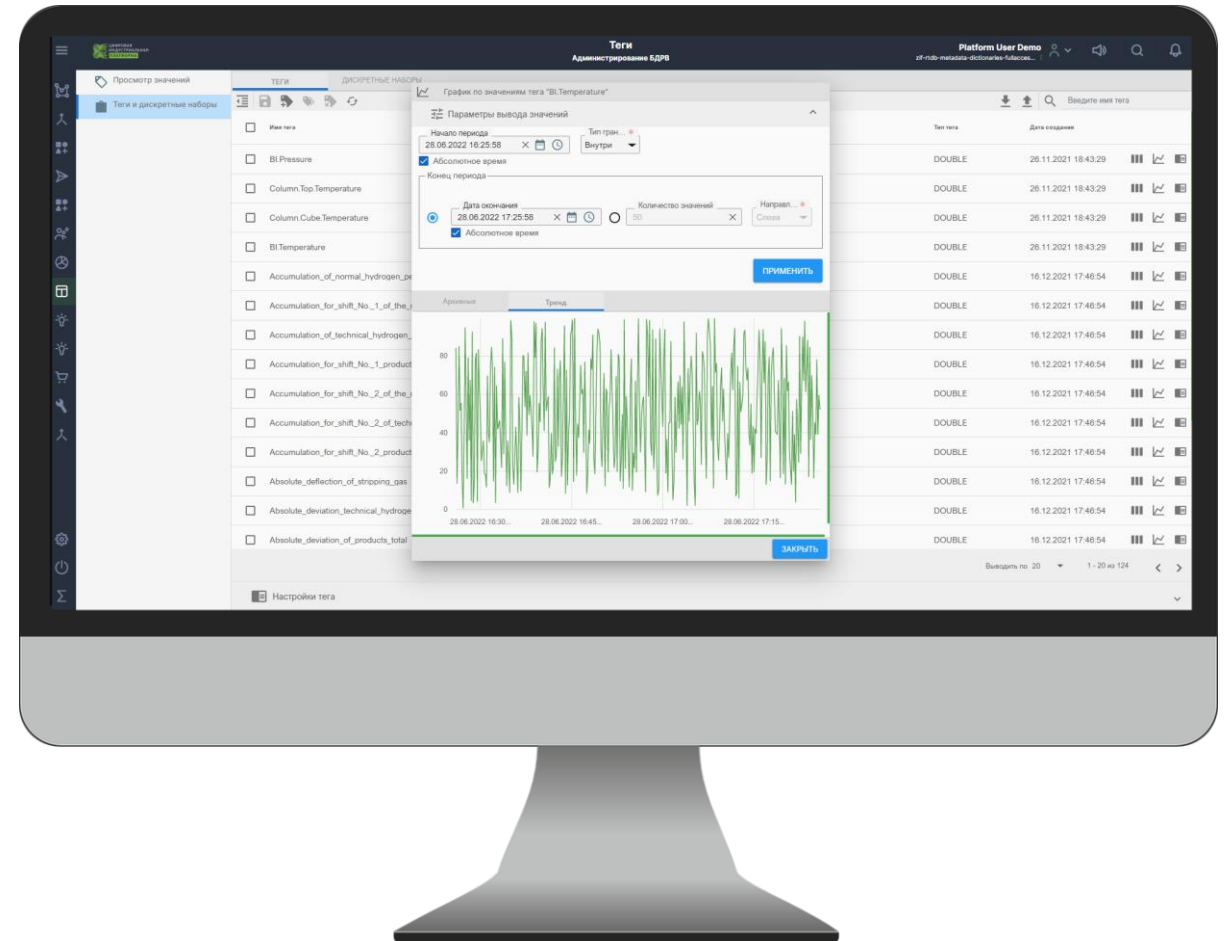 ЦИФРОВАЯ
ИНДУСТРИАЛЬНАЯ
ПЛАТФОРМА
Теги
Администрирование БДРВ
Platform User Demo
zif-rtdb-metadata-dictionaries-fullacces...
Просмотр значений
Теги и дискретные наборы
ТЕГИ
ДИСКРЕТНЫЕ НАБОРЫ
Введите имя тега
Имя тега
Тип тега
Дата создания
BI.Pressure
DOUBLE
26.11.2021 18:43:29
Column.Top.Temperature
DOUBLE
26.11.2021 18:43:29
Column.Cube.Temperature
DOUBLE
26.11.2021 18:43:29
BI.Temperature
DOUBLE
26.11.2021 18:43:29
Accumulation_of_normal_hydrogen_pe
DOUBLE
16.12.2021 17:46:54
Accumulation_for_shift_No._1_of_the_
DOUBLE
16.12.2021 17:46:54
Accumulation_of_technical_hydrogen_
DOUBLE
16.12.2021 17:46:54
Accumulation_for_shift_No._1_product
DOUBLE
16.12.2021 17:46:54
Accumulation_for_shift_No._2_of_the_
DOUBLE
16.12.2021 17:46:54
Accumulation_for_shift_No._2_of_tech
DOUBLE
16.12.2021 17:46:54
Accumulation_for_shift_No._2_product
DOUBLE
16.12.2021 17:46:54
Absolute_deflection_of_stripping_gas
DOUBLE
16.12.2021 17:46:54
Absolute_deviation_technical_hydroge
DOUBLE
16.12.2021 17:46:54
Absolute_deviation_of_products_total
DOUBLE
16.12.2021 17:46:54
Выводить по 20
1 - 20 из 124
Настройки тега
График по значениям тега "BI.Temperature"
Параметры вывода значений
Начало периода
28.06.2022 16:25:58
Тип гран... *
Внутри
Абсолютное время
Конец периода
Дата окончания
28.06.2022 17:25:58
Количество значений
50
Направл... *
Слева
Абсолютное время
ПРИМЕНИТЬ
Архивные
Тренд
80
60
40
20
0
28.06.2022 16:30...
28.06.2022 16:45...
28.06.2022 17:00...
28.06.2022 17:15...
ЗАКРЫТЬ